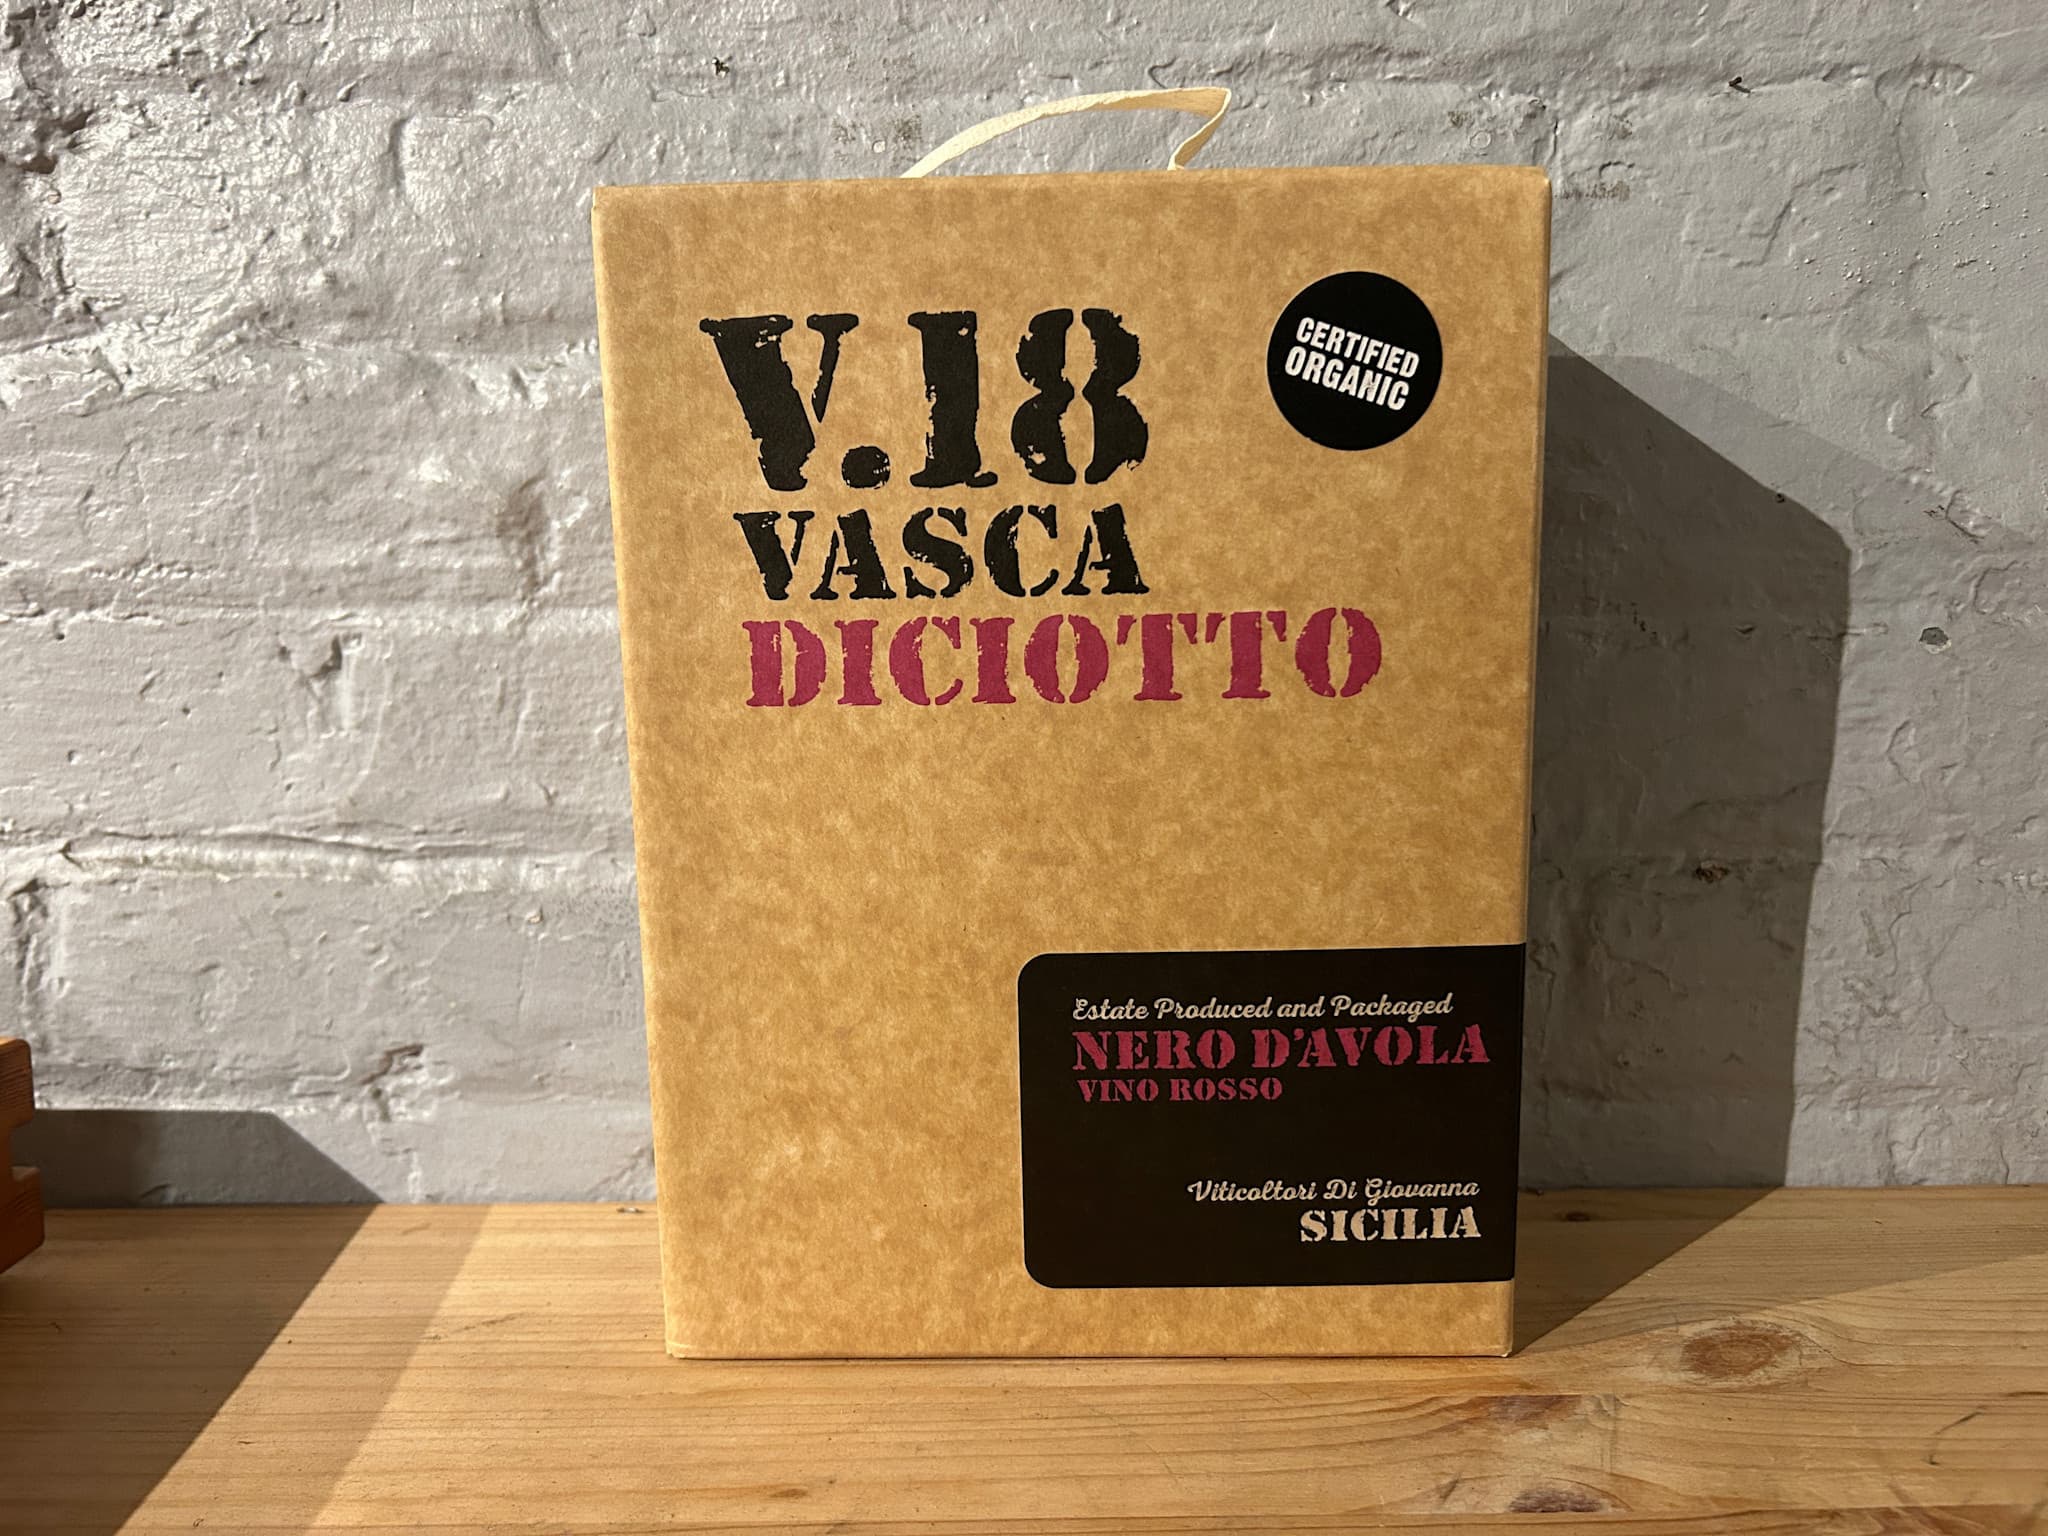 V.18
VASCA
DICIOTTO
CERTIFIED
ORGANIC
Estate Produced and Packaged
NERO D'AVOLA
VINO ROSSO
Viticoltori Di Giovanna
SICILIA